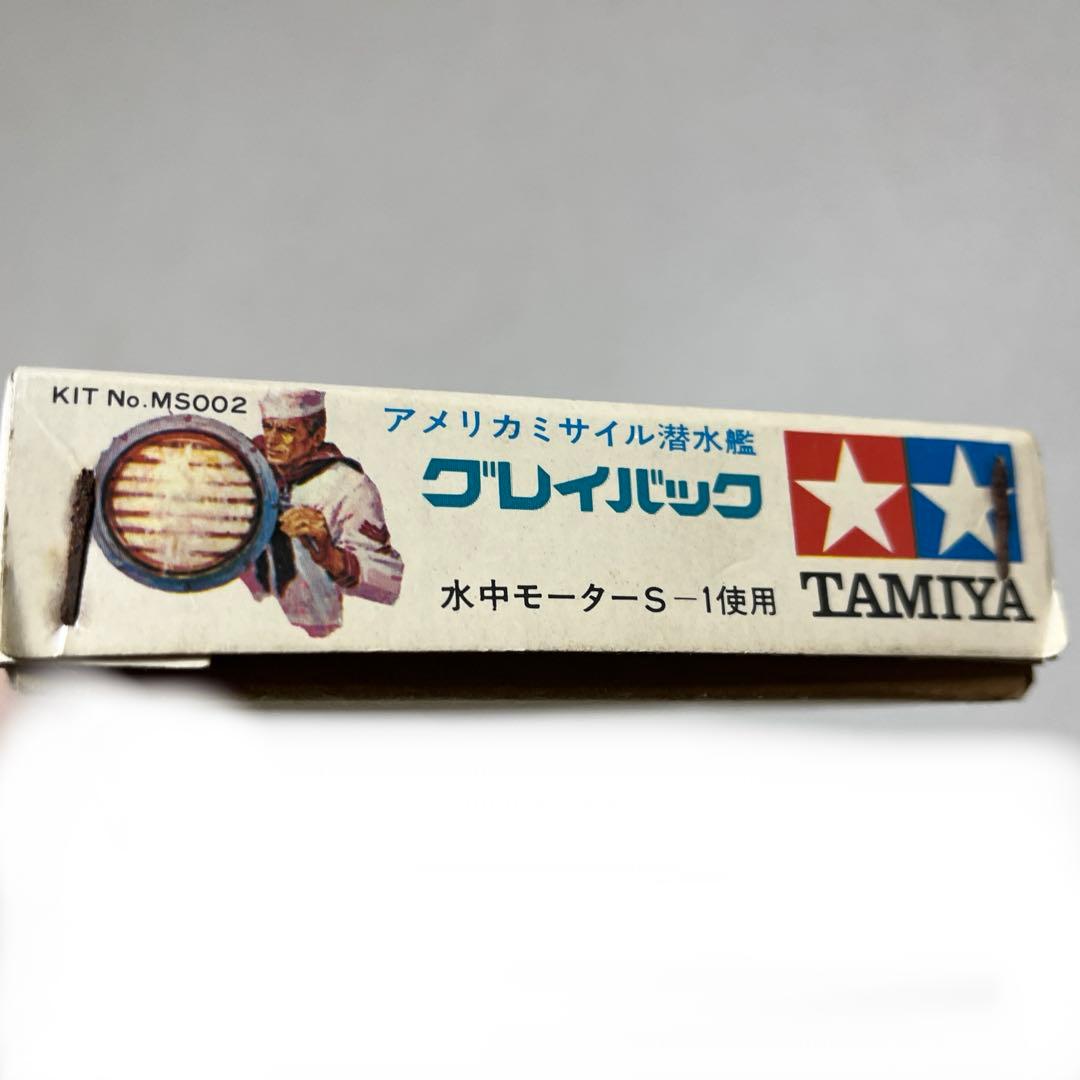 KIT No.MS002
アメリカミサイル潜水艦
グレイバック
水中モーターS-1使用
TAMIYA